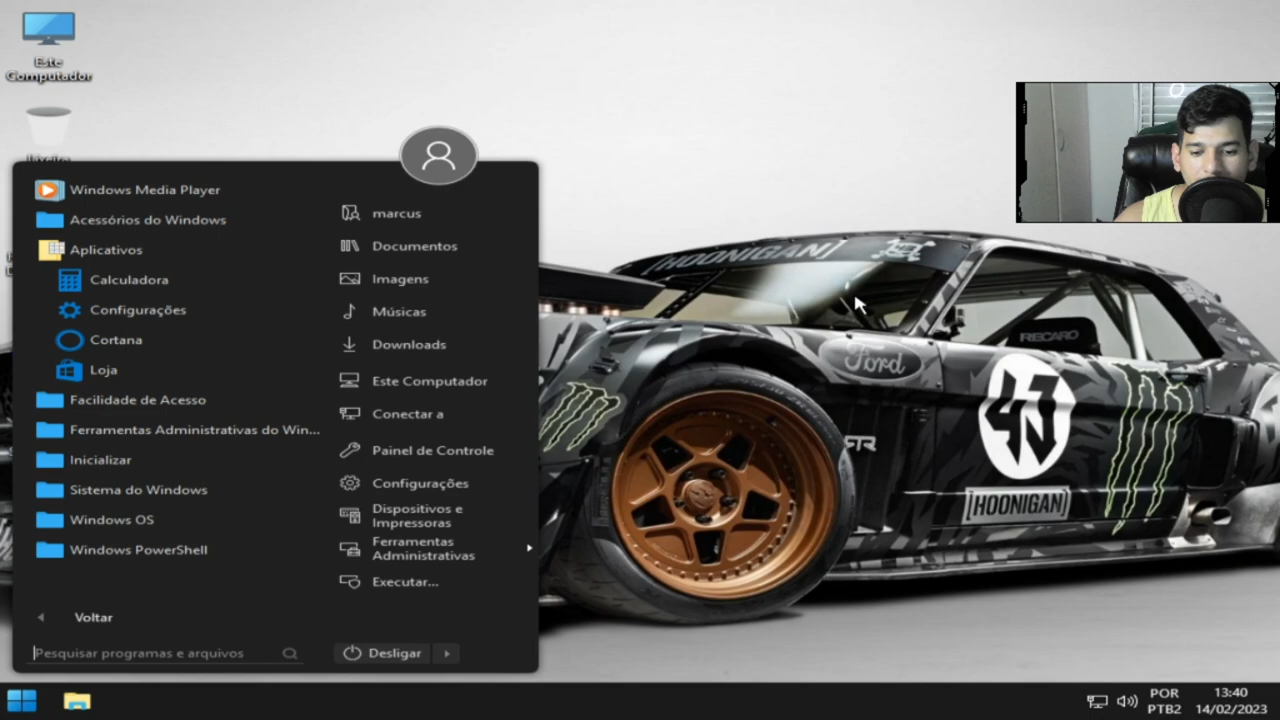 Este
Computador
Lixeira
Windows Media Player
Acessórios do Windows
Aplicativos
Calculadora
Configurações
Cortana
Loja
Facilidade de Acesso
Ferramentas Administrativas do Win...
Inicializar
Sistema do Windows
Windows OS
Windows PowerShell
Voltar
Pesquisar programas e arquivos
marcus
Documentos
Imagens
Músicas
Downloads
Este Computador
Conectar a
Painel de Controle
Configurações
Dispositivos e
Impressoras
Ferramentas
Administrativas
Executar...
Desligar
[HOONIGAN]
RECARO
Ford
43
RTR
[HOONIGAN]
POR
PTB2
13:40
14/02/2023